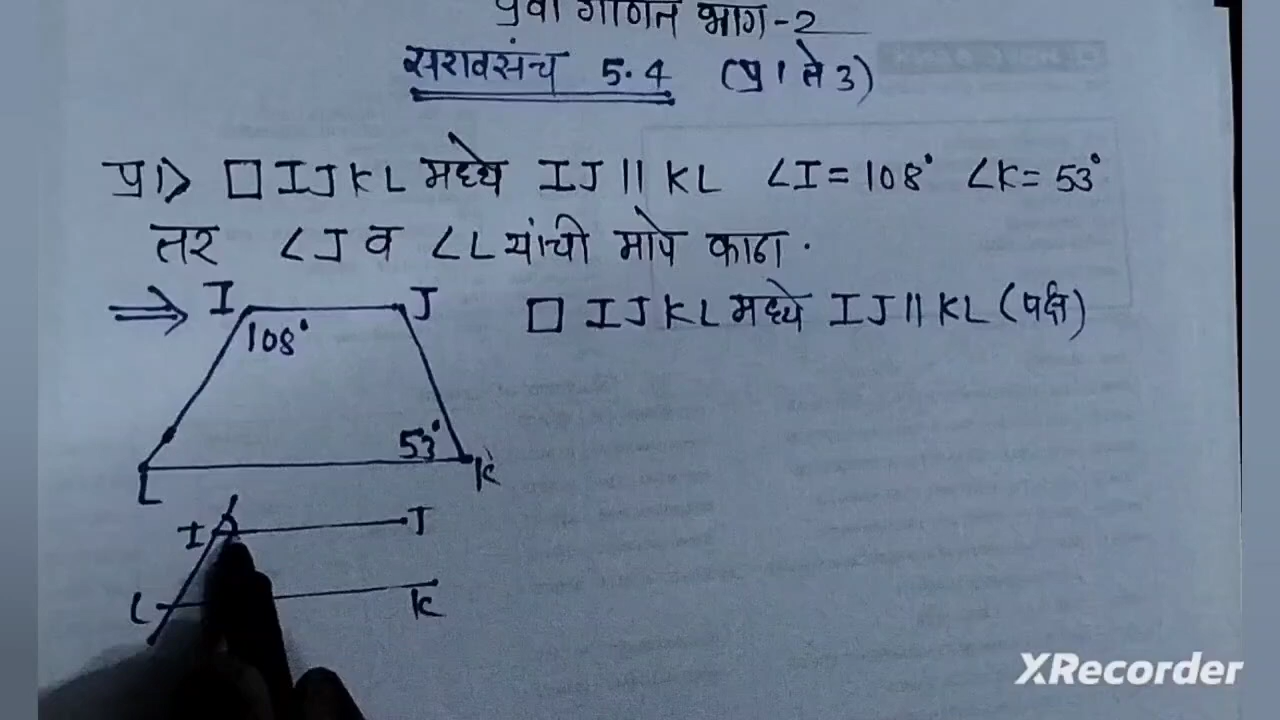 गणित भाग-2
सरावसंच 5.4 (प्र 1 ते 3)
प्र1> □ IJKL मध्ये IJ || KL ∠I = 108° ∠K = 53°
तर ∠J व ∠L यांची मापे काढा.
⇒ I J □ IJKL मध्ये IJ || KL (पक्ष)
108°
53°
L K
I J
L K
XRecorder